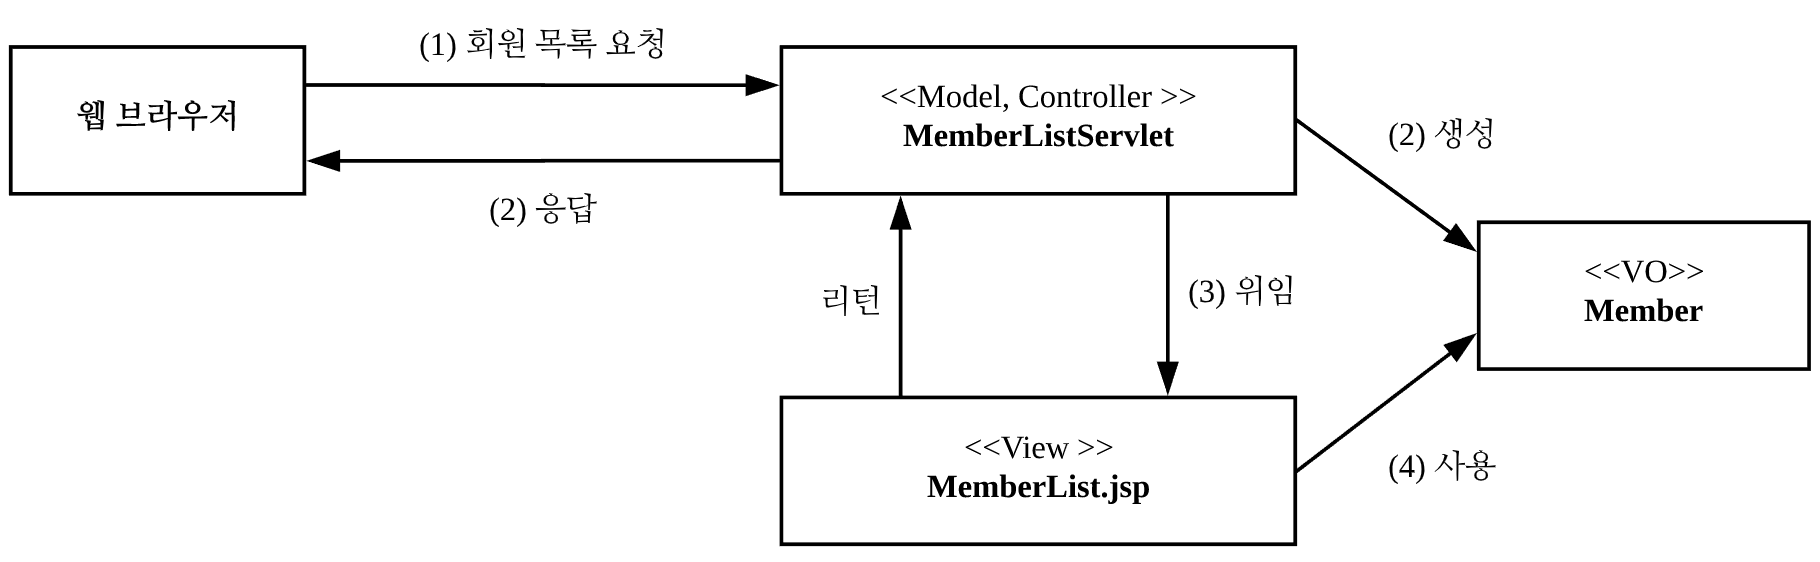 (1) 회원 목록 요청
웹 브라우저
<<Model, Controller >>
MemberListServlet
(2) 생성
(2) 응답
<<VO>>
Member
리턴
(3) 위임
<<View >>
MemberList.jsp
(4) 사용